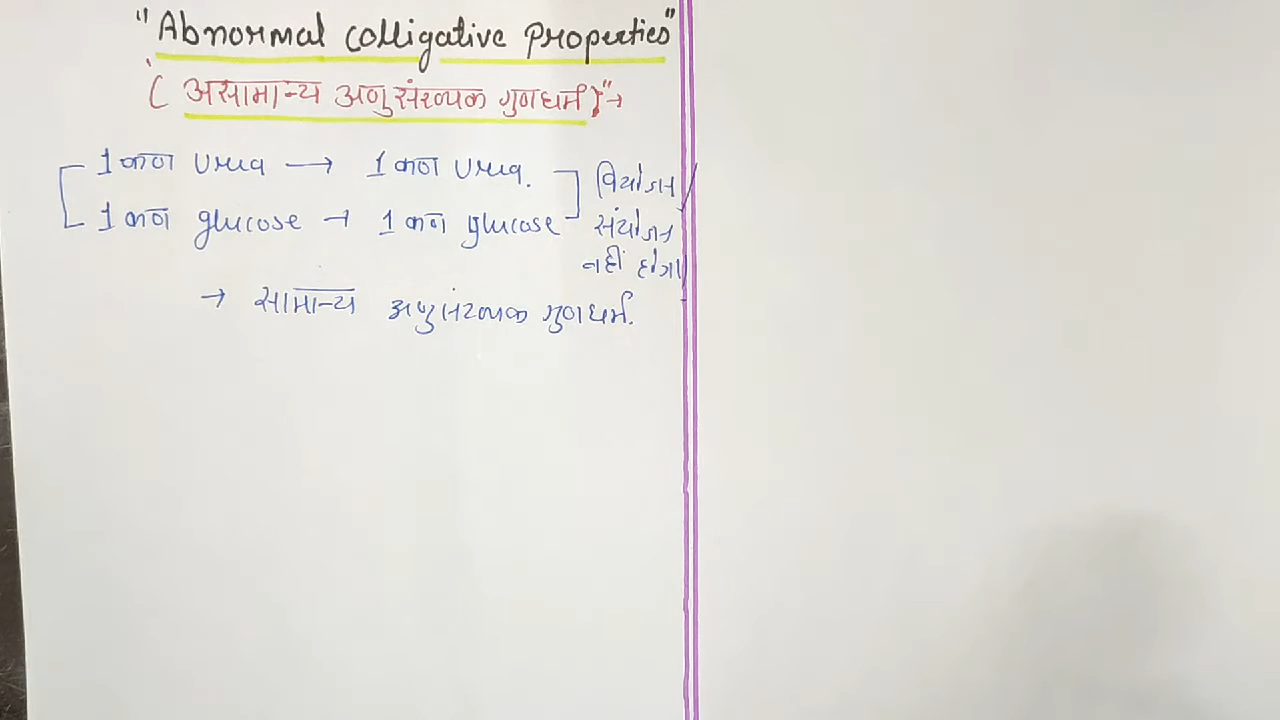 "Abnormal Colligative Properties"
( असामान्य अणुसंख्यक गुणधर्म )" →
1 कण Urea → 1 कण Urea.
वियोजन
1 कण glucose → 1 कण glucose
संयोजन
नहीं होगा
→ सामान्य अणुसंख्यक गुणधर्म.